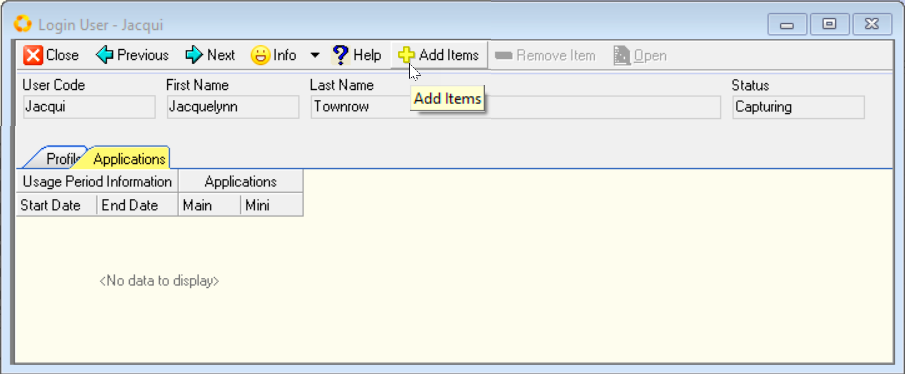 Login User - Jacqui
Close Previous Next Info Help Add Items Remove Item Open
User Code First Name Last Name Status
Jacqui Jacquelynn Townrow Capturing
Add Items
Profile Applications
Usage Period Information Applications
Start Date End Date Main Mini
<No data to display>